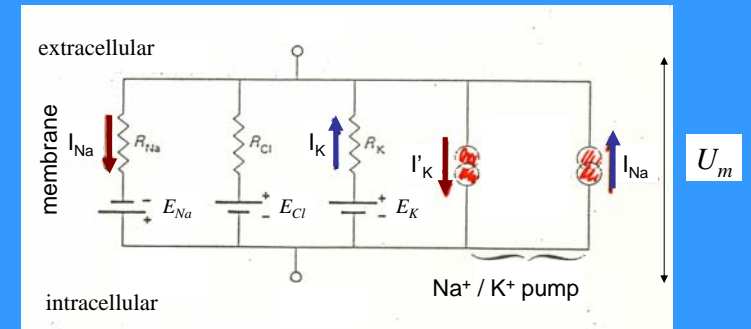 extracellular
membrane
I_Na
R_Na
R_Cl
I_K
R_K
I'_K
I_Na
U_m
-
+
E_Na
+
-
E_Cl
+
-
E_K
Na⁺ / K⁺ pump
intracellular